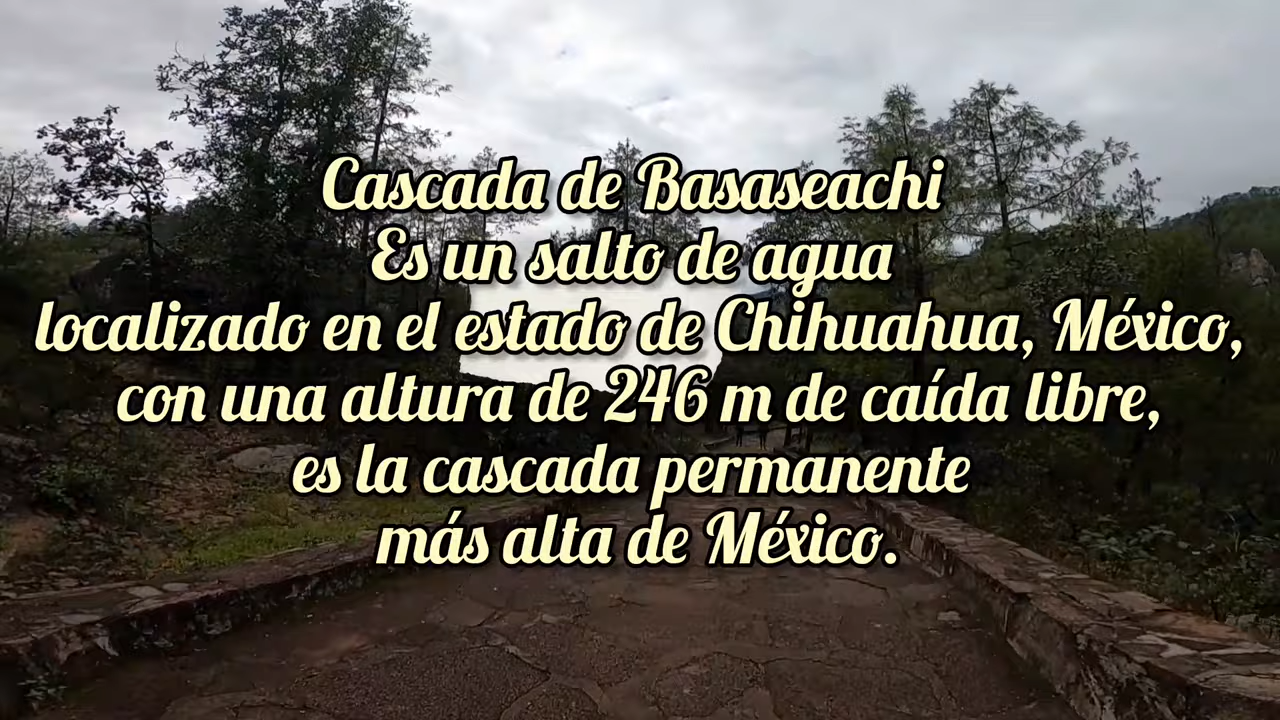 Cascada de Basaseachi
Es un salto de agua
localizado en el estado de Chihuahua, México,
con una altura de 246 m de caída libre,
es la cascada permanente
más alta de México.